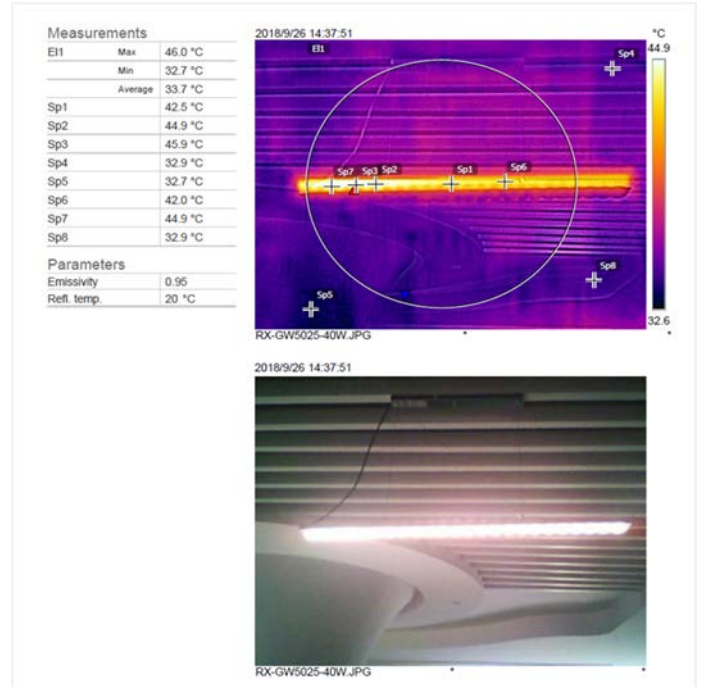 Measurements
El1 Max 46.0 °C
Min 32.7 °C
Average 33.7 °C
Sp1 42.5 °C
Sp2 44.9 °C
Sp3 45.9 °C
Sp4 32.9 °C
Sp5 32.7 °C
Sp6 42.0 °C
Sp7 44.9 °C
Sp8 32.9 °C
Parameters
Emissivity 0.95
Refl. temp. 20 °C
2018/9/26 14:37:51
°C
44.9
El1
Sp4
Sp7 Sp3 Sp2 Sp1 Sp6
Sp8
Sp5
32.6
RX-GW5025-40W.JPG
2018/9/26 14:37:51
RX-GW5025-40W.JPG